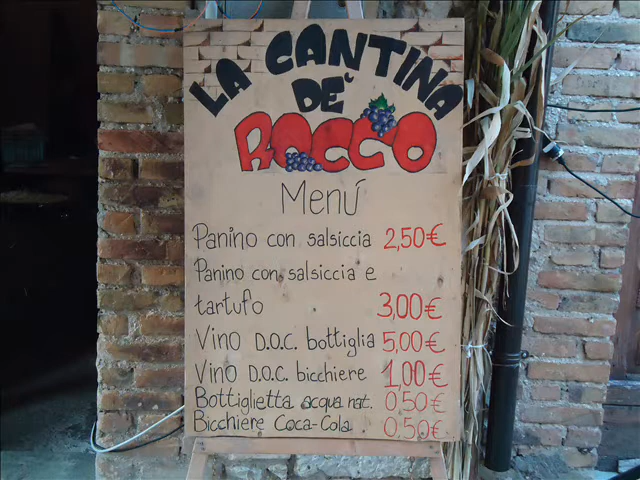 LA CANTINA
DE'
ROCCO
Menú
Panino con salsiccia 2,50€
Panino con salsiccia e
tartufo 3,00€
Vino D.O.C. bottiglia 5,00€
Vino D.O.C. bicchiere 1,00€
Bottiglietta acqua nat. 0,50€
Bicchiere Coca-Cola 0,50€